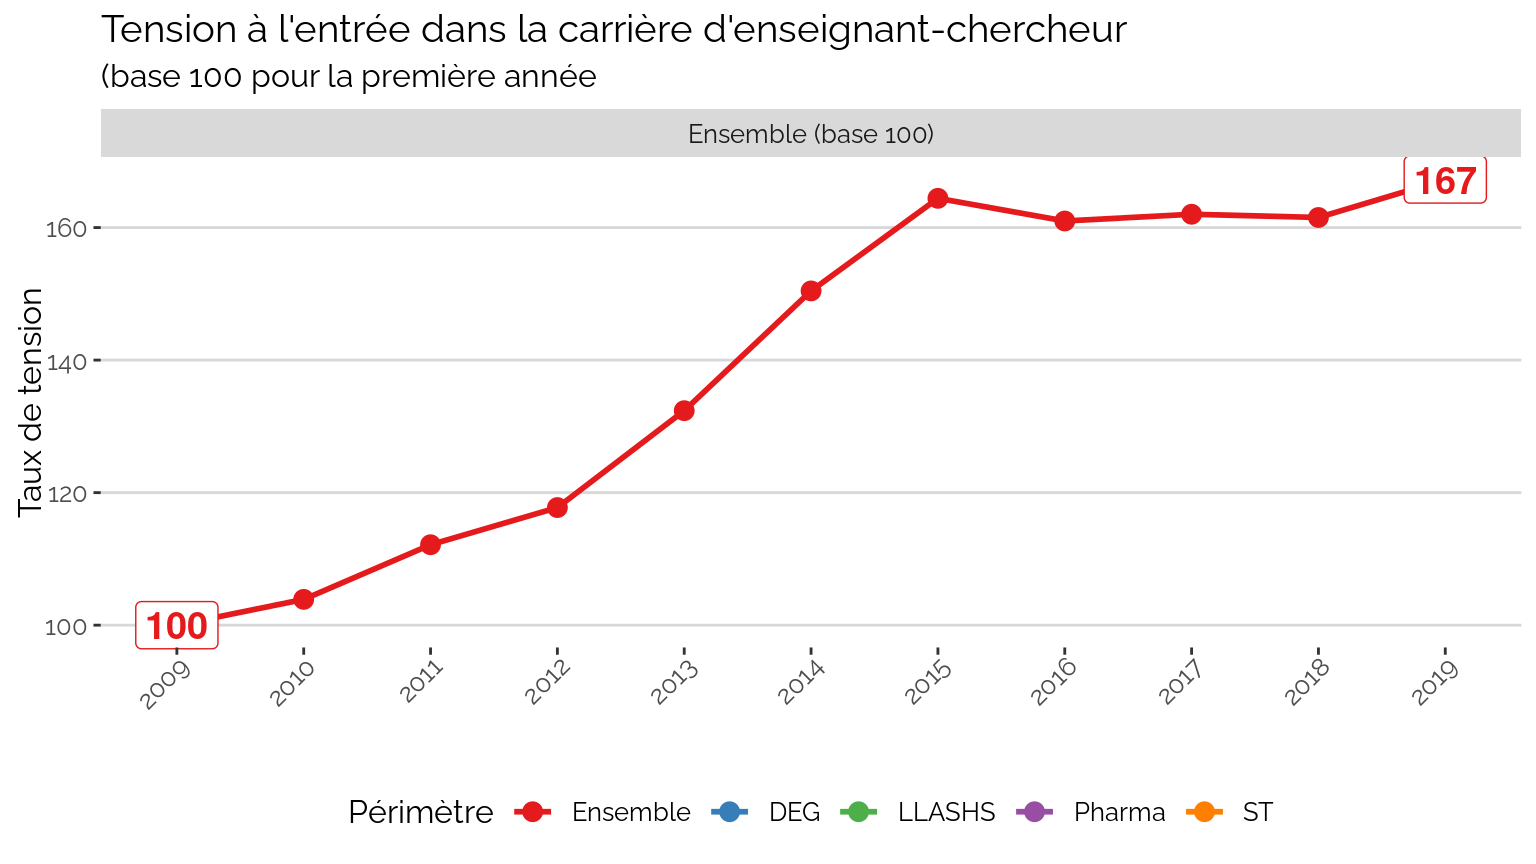 Tension à l'entrée dans la carrière d'enseignant-chercheur
(base 100 pour la première année
Ensemble (base 100)
167
160
140
120
100
100
Taux de tension
2009 2010 2011 2012 2013 2014 2015 2016 2017 2018 2019
Périmètre Ensemble DEG LLASHS Pharma ST